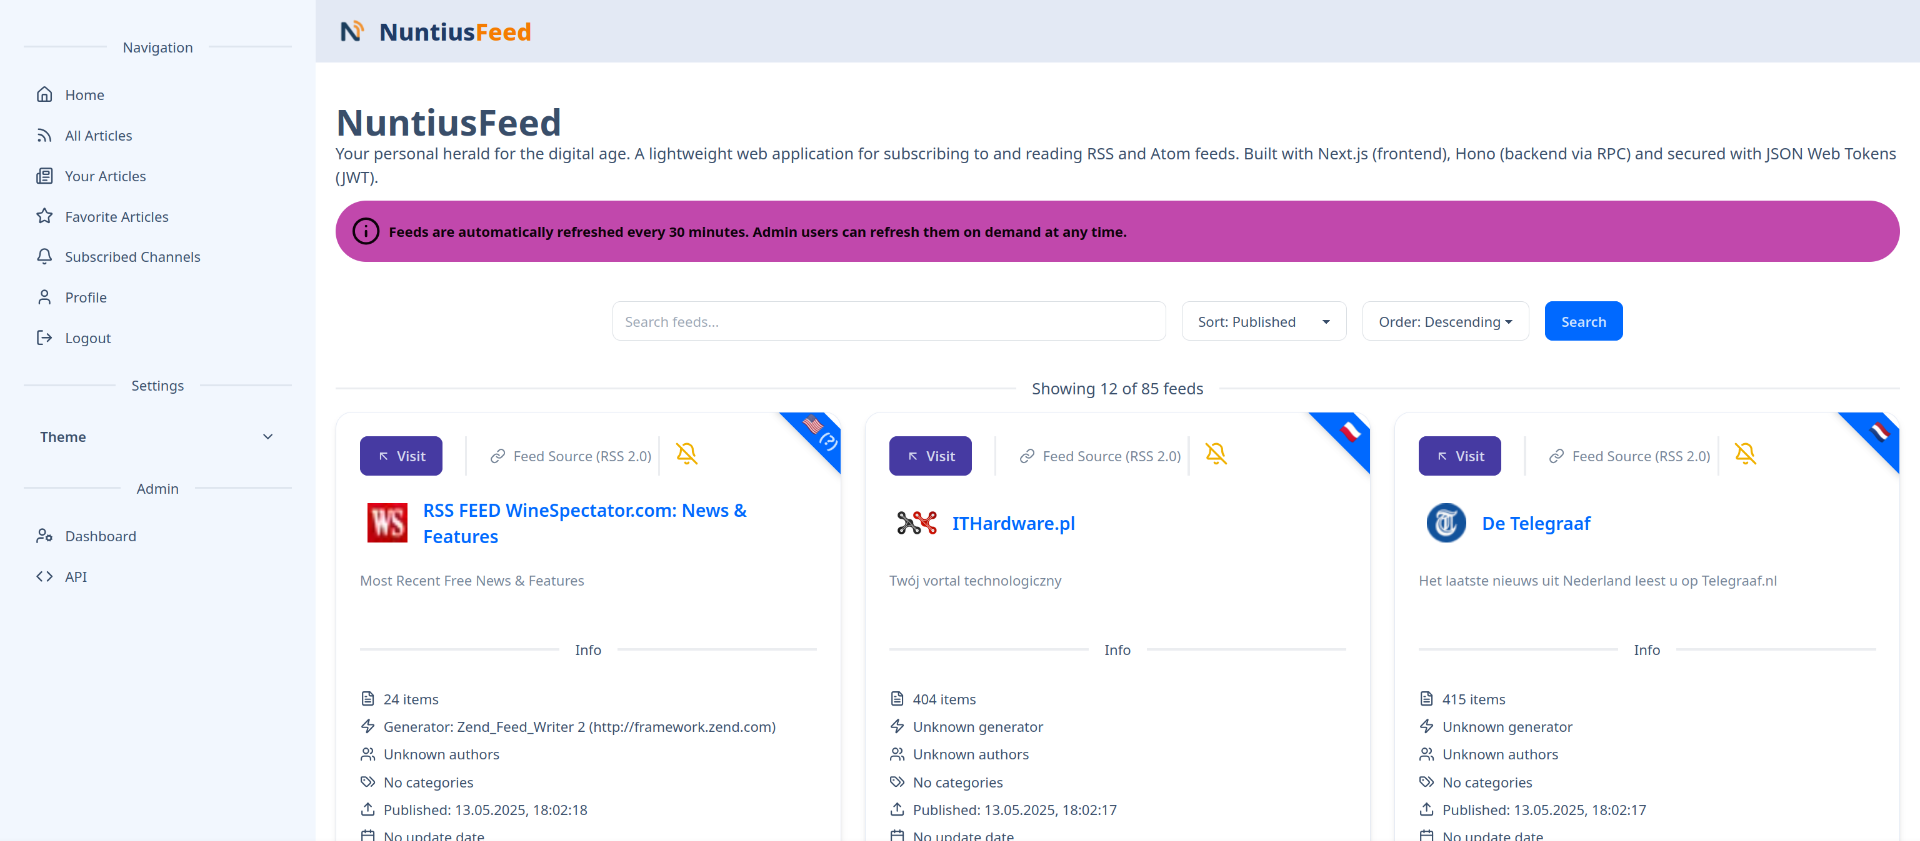 Navigation
Home
All Articles
Your Articles
Favorite Articles
Subscribed Channels
Profile
Logout
Settings
Theme
Admin
Dashboard
API
NuntiusFeed
NuntiusFeed
Your personal herald for the digital age. A lightweight web application for subscribing to and reading RSS and Atom feeds. Built with Next.js (frontend), Hono (backend via RPC) and secured with JSON Web Tokens
(JWT).
Feeds are automatically refreshed every 30 minutes. Admin users can refresh them on demand at any time.
Search feeds...
Sort: Published
Order: Descending
Search
Showing 12 of 85 feeds
Visit
Feed Source (RSS 2.0)
(?)
WS
RSS FEED WineSpectator.com: News &
Features
Most Recent Free News & Features
Info
24 items
Generator: Zend_Feed_Writer 2 (http://framework.zend.com)
Unknown authors
No categories
Published: 13.05.2025, 18:02:18
No update date
Visit
Feed Source (RSS 2.0)
ITHardware.pl
Twój vortal technologiczny
Info
404 items
Unknown generator
Unknown authors
No categories
Published: 13.05.2025, 18:02:17
No update date
Visit
Feed Source (RSS 2.0)
De Telegraaf
Het laatste nieuws uit Nederland leest u op Telegraaf.nl
Info
415 items
Unknown generator
Unknown authors
No categories
Published: 13.05.2025, 18:02:17
No update date